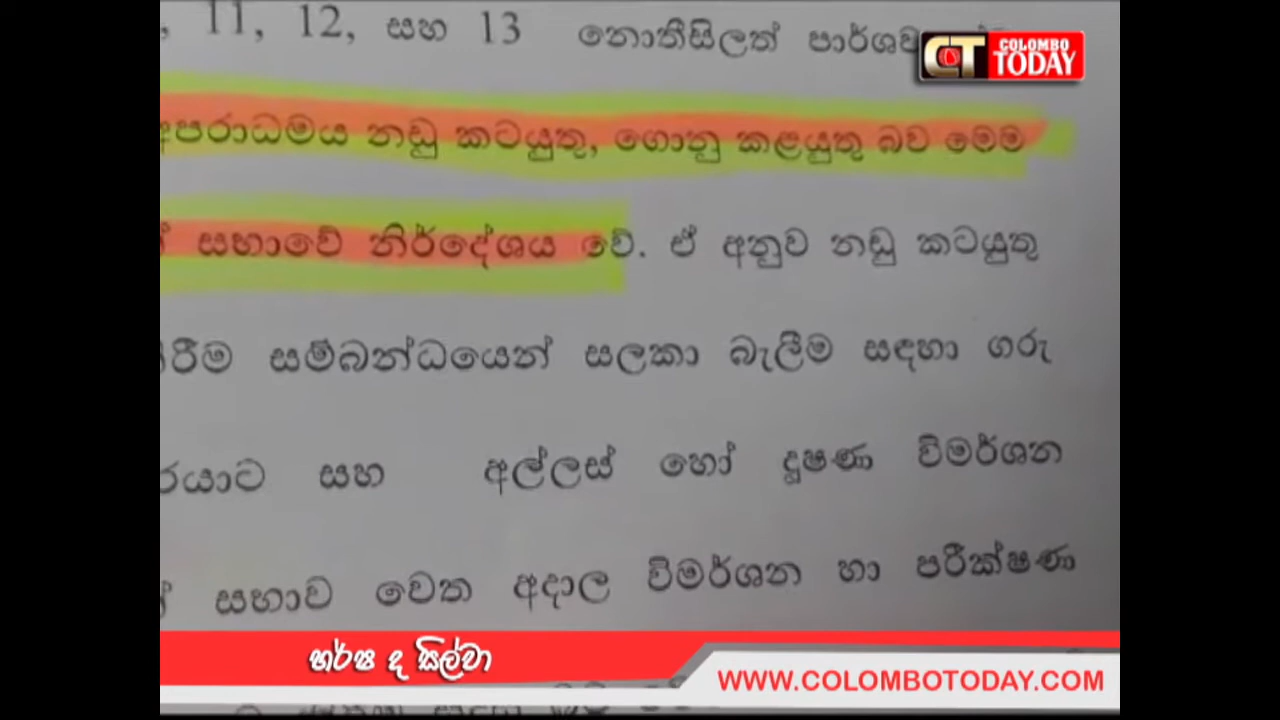 11, 12, සහ 13 නොතීසිලත්
CT COLOMBO TODAY
අපරාධමය නඩු කටයුතු, ගොනු කළයුතු බව මෙම
සභාවේ නිර්දේශය වේ. ඒ අනුව නඩු කටයුතු
සම්බන්ධයෙන් සලකා බැලීම සඳහා ගරු
සහ අල්ලස් හෝ දූෂණ විමර්ශන
සභාව වෙත අදාල විමර්ශන හා පරීක්ෂණ
හර්ෂ ද සිල්වා
WWW.COLOMBOTODAY.COM